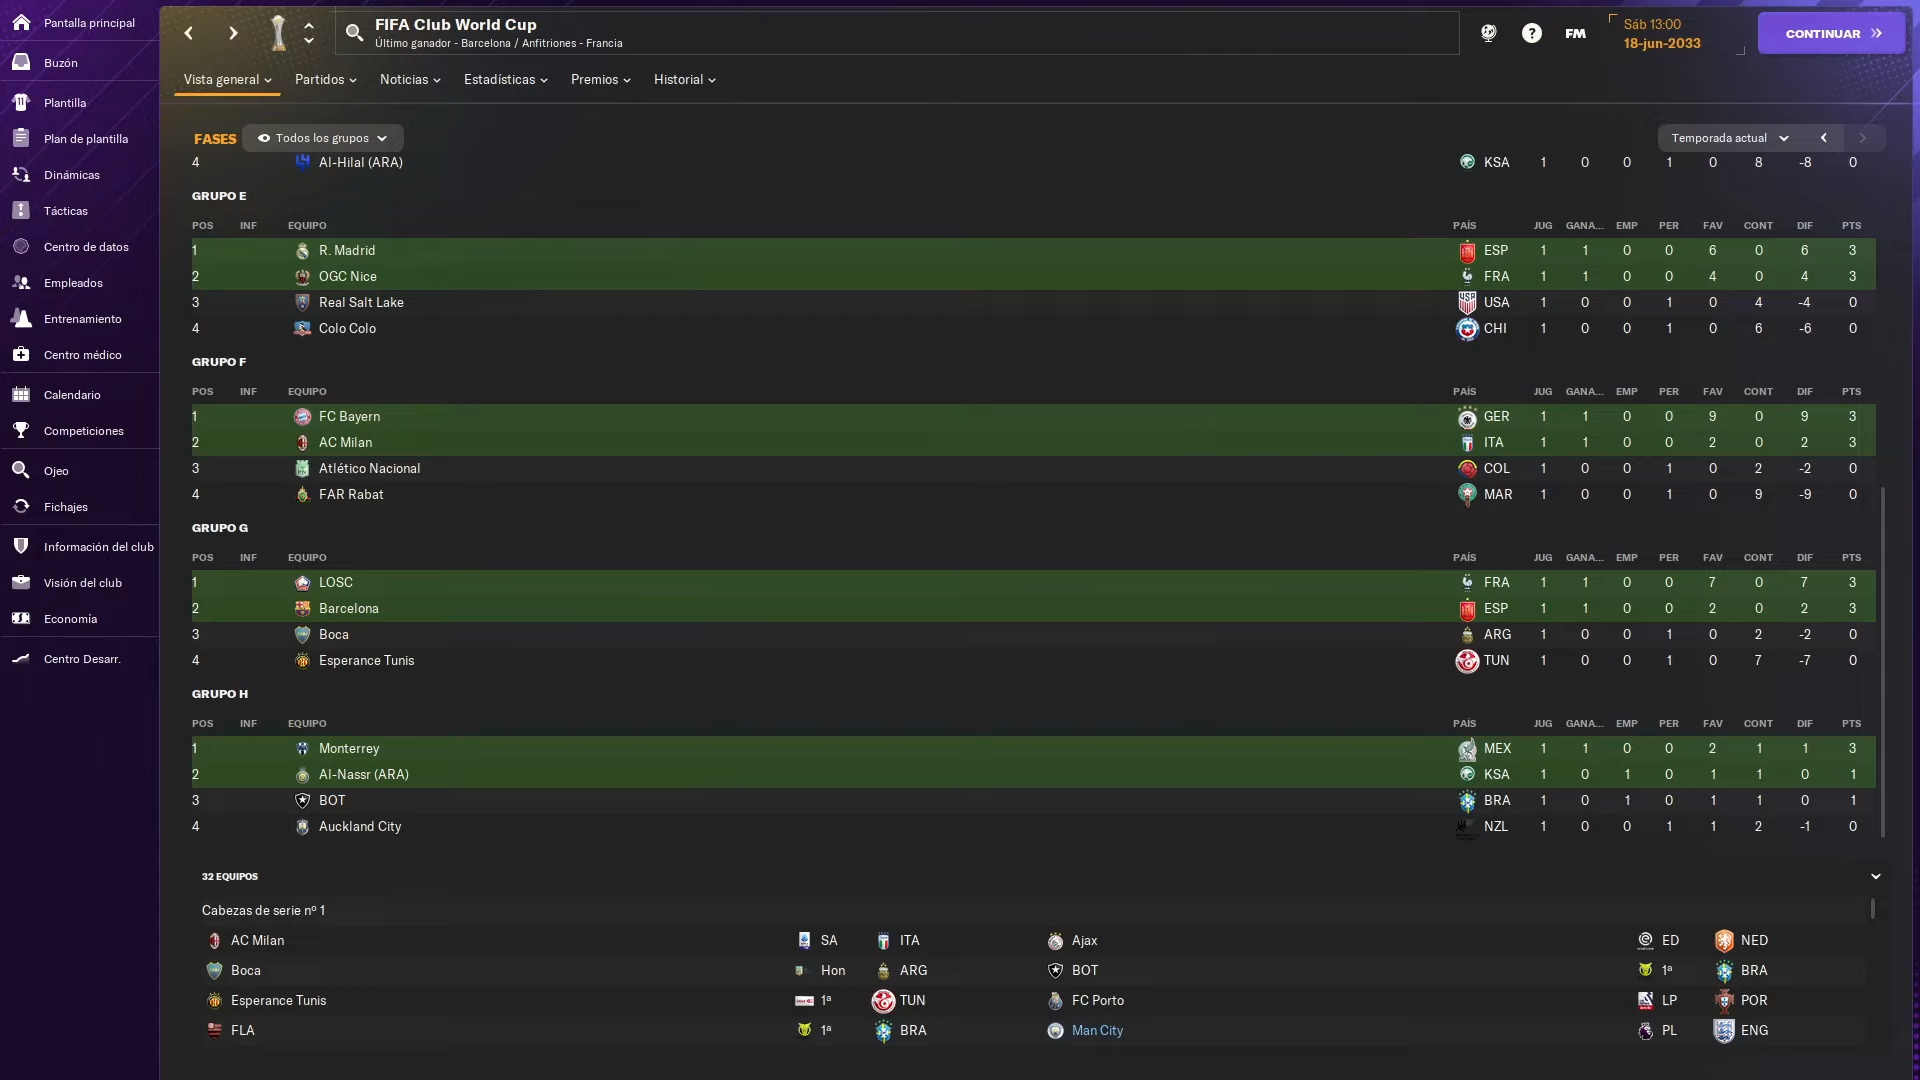 Pantalla principal
Buzón
Plantilla
Plan de plantilla
Dinámicas
Tácticas
Centro de datos
Empleados
Entrenamiento
Centro médico
Calendario
Competiciones
Ojeo
Fichajes
Información del club
Visión del club
Economía
Centro Desarr.
FIFA Club World Cup
Último ganador - Barcelona / Anfitriones - Francia
FM
Sáb 13:00
18-jun-2033
CONTINUAR
Vista general Partidos Noticias Estadísticas Premios Historial
FASES Todos los grupos Temporada actual
4 Al-Hilal (ARA) KSA 1 0 0 1 0 8 -8 0
GRUPO E
POS INF EQUIPO PAÍS JUG GANA... EMP PER FAV CONT DIF PTS
1 R. Madrid ESP 1 1 0 0 6 0 6 3
2 OGC Nice FRA 1 1 0 0 4 0 4 3
3 Real Salt Lake USA 1 0 0 1 0 4 -4 0
4 Colo Colo CHI 1 0 0 1 0 6 -6 0
GRUPO F
POS INF EQUIPO PAÍS JUG GANA... EMP PER FAV CONT DIF PTS
1 FC Bayern GER 1 1 0 0 9 0 9 3
2 AC Milan ITA 1 1 0 0 2 0 2 3
3 Atlético Nacional COL 1 0 0 1 0 2 -2 0
4 FAR Rabat MAR 1 0 0 1 0 9 -9 0
GRUPO G
POS INF EQUIPO PAÍS JUG GANA... EMP PER FAV CONT DIF PTS
1 LOSC FRA 1 1 0 0 7 0 7 3
2 Barcelona ESP 1 1 0 0 2 0 2 3
3 Boca ARG 1 0 0 1 0 2 -2 0
4 Esperance Tunis TUN 1 0 0 1 0 7 -7 0
GRUPO H
POS INF EQUIPO PAÍS JUG GANA... EMP PER FAV CONT DIF PTS
1 Monterrey MEX 1 1 0 0 2 1 1 3
2 Al-Nassr (ARA) KSA 1 0 1 0 1 1 0 1
3 BOT BRA 1 0 1 0 1 1 0 1
4 Auckland City NZL 1 0 0 1 1 2 -1 0
32 EQUIPOS
Cabezas de serie nº 1
AC Milan SA ITA Ajax ED NED
Boca Hon ARG BOT 1ª BRA
Esperance Tunis 1ª TUN FC Porto LP POR
FLA 1ª BRA Man City PL ENG